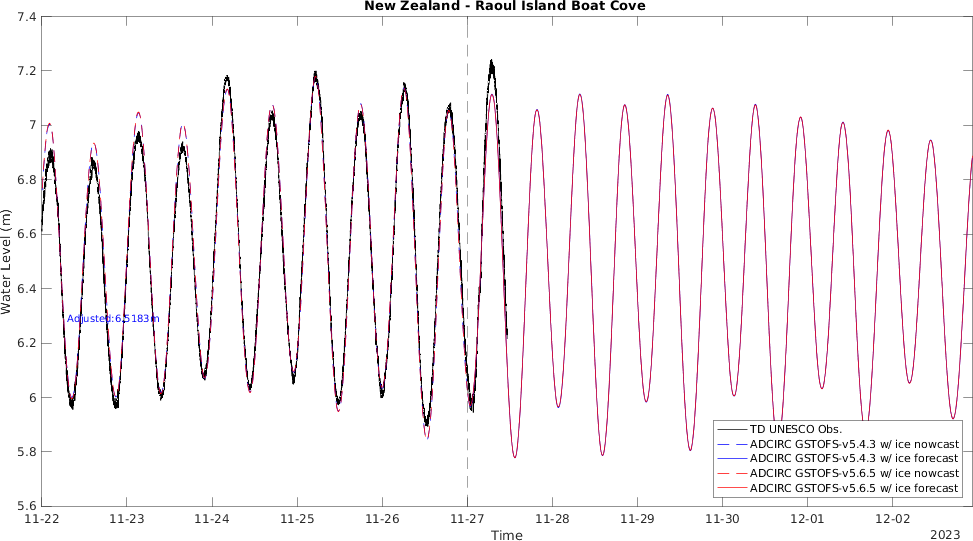 New Zealand - Raoul Island Boat Cove
7.4
7.2
7
6.8
6.6
6.4
6.2
6
5.8
5.6
Water Level (m)
Adjusted:6.5183m
TD UNESCO Obs.
ADCIRC GSTOFS-v5.4.3 w/ ice nowcast
ADCIRC GSTOFS-v5.4.3 w/ ice forecast
ADCIRC GSTOFS-v5.6.5 w/ ice nowcast
ADCIRC GSTOFS-v5.6.5 w/ ice forecast
11-22 11-23 11-24 11-25 11-26 11-27 11-28 11-29 11-30 12-01 12-02
Time
2023